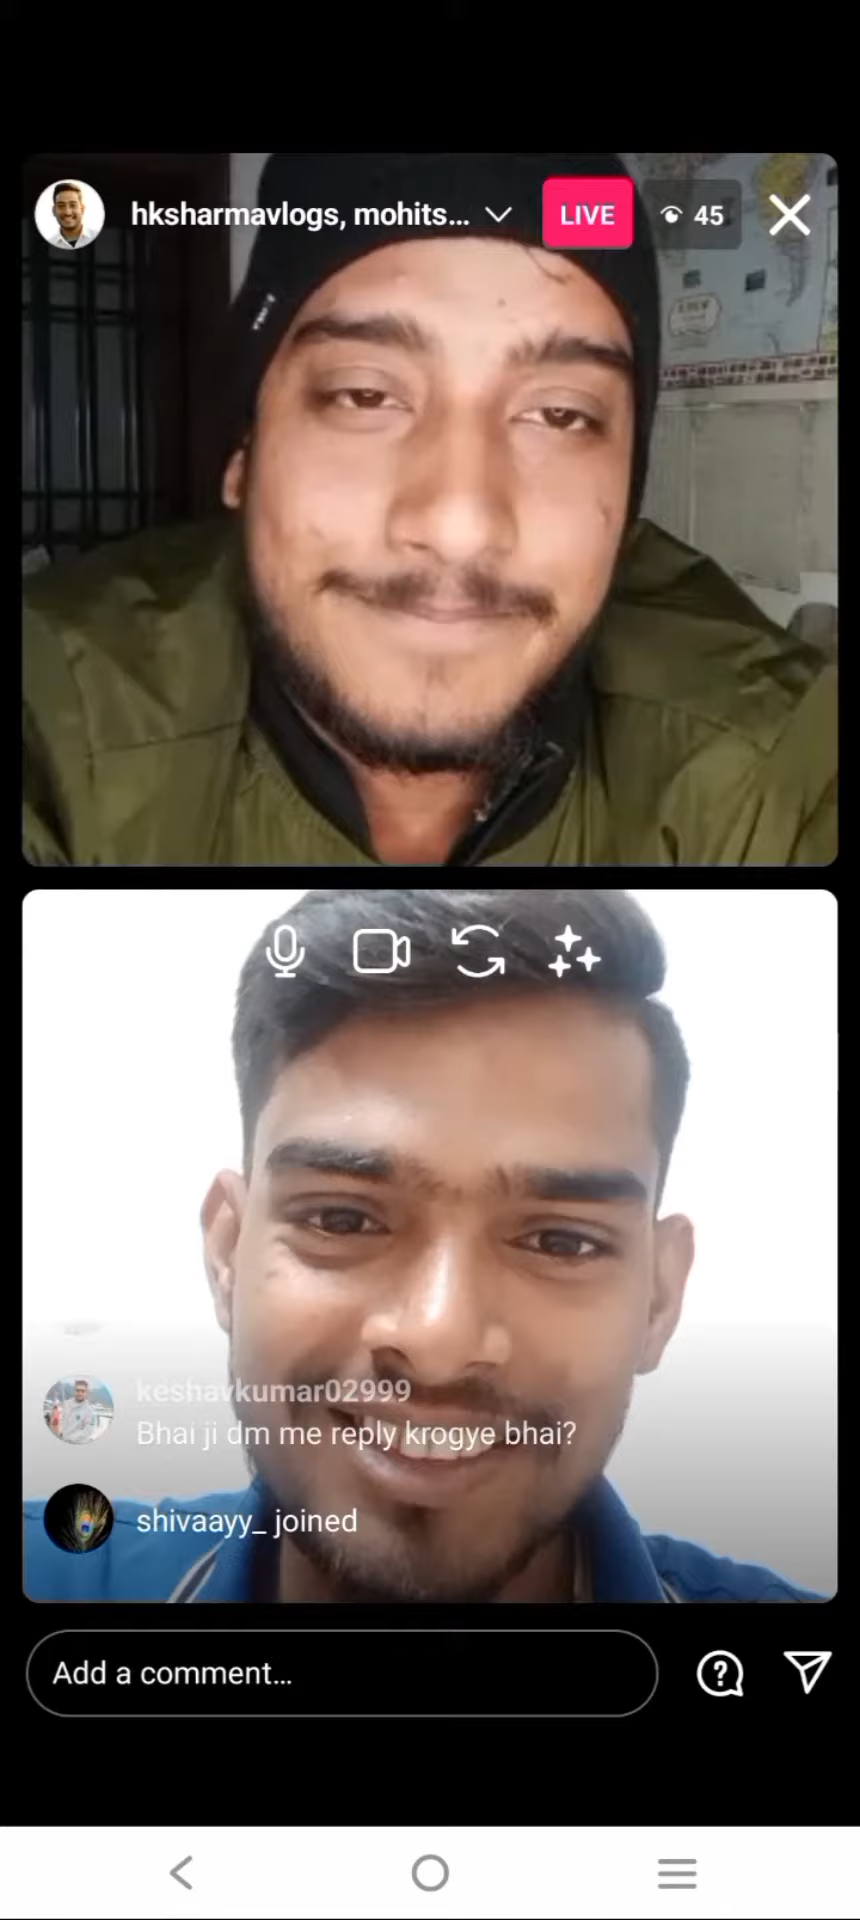 hksharmavlogs, mohits...
LIVE
45
keshavkumar02999
Bhai ji dm me reply krogye bhai?
shivaayy_ joined
Add a comment...